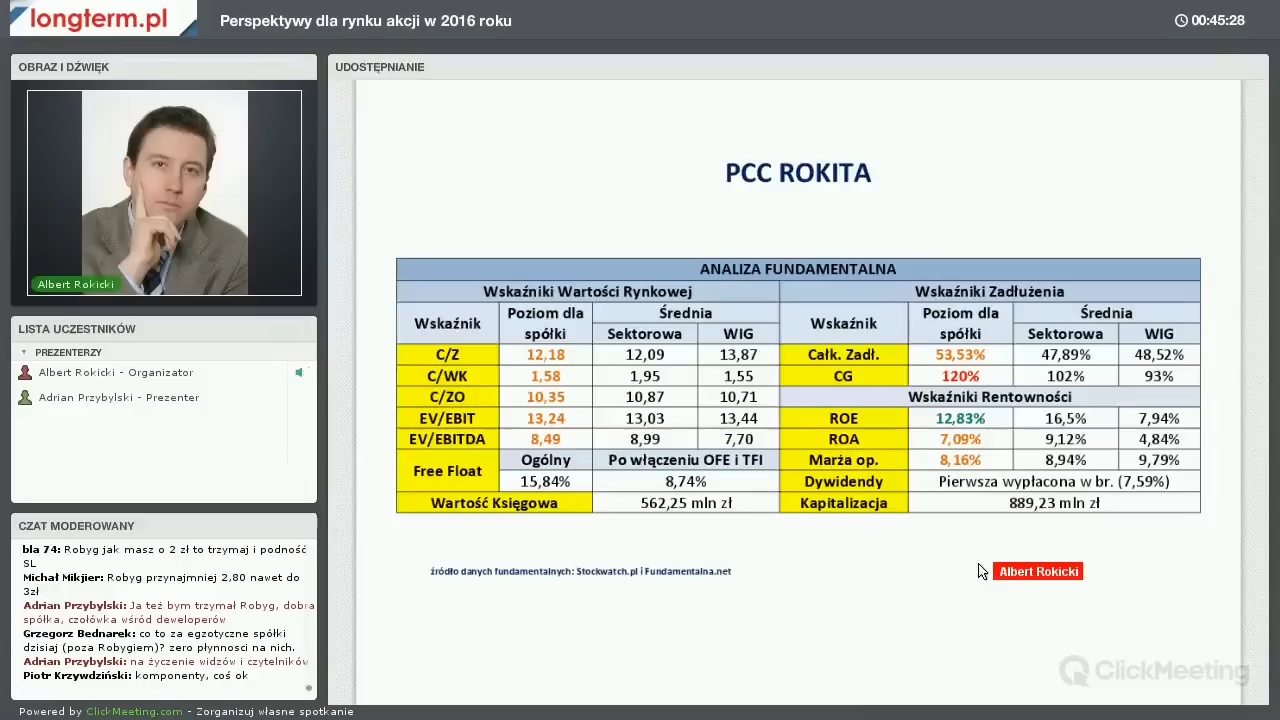 longterm.pl
Perspektywy dla rynku akcji w 2016 roku
00:45:28
OBRAZ I DŹWIĘK
Albert Rokicki
LISTA UCZESTNIKÓW
PREZENTERZY
Albert Rokicki - Organizator
Adrian Przybylski - Prezenter
CZAT MODEROWANY
bla 74: Robyg jak masz o 2 zł to trzymaj i podność
SL
Michał Mikjier: Robyg przynajmniej 2,80 nawet do
3zł
Adrian Przybylski: Ja też bym trzymał Robyg, dobra
spółka, czołówka wśród deweloperów
Grzegorz Bednarek: co to za egzotyczne spółki
dzisiaj (poza Robygiem)? zero płynnosci na nich.
Adrian Przybylski: na życzenie widzów i czytelników
Piotr Krzywdziński: komponenty, coś ok
UDOSTĘPNIANIE
PCC ROKITA
ANALIZA FUNDAMENTALNA
Wskaźniki Wartości Rynkowej Wskaźniki Zadłużenia
Wskaźnik Poziom dla spółki Średnia Wskaźnik Poziom dla spółki Średnia
Sektorowa WIG Sektorowa WIG
C/Z 12,18 12,09 13,87 Całk. Zadł. 53,53% 47,89% 48,52%
C/WK 1,58 1,95 1,55 CG 120% 102% 93%
C/ZO 10,35 10,87 10,71 Wskaźniki Rentowności
EV/EBIT 13,24 13,03 13,44 ROE 12,83% 16,5% 7,94%
EV/EBITDA 8,49 8,99 7,70 ROA 7,09% 9,12% 4,84%
Free Float Ogólny Po włączeniu OFE i TFI Marża op. 8,16% 8,94% 9,79%
15,84% 8,74% Dywidendy Pierwsza wypłacona w br. (7,59%)
Wartość Księgowa 562,25 mln zł Kapitalizacja 889,23 mln zł
źródło danych fundamentalnych: Stockwatch.pl i Fundamentalna.net
Albert Rokicki
ClickMeeting
Powered by ClickMeeting.com - Zorganizuj własne spotkanie